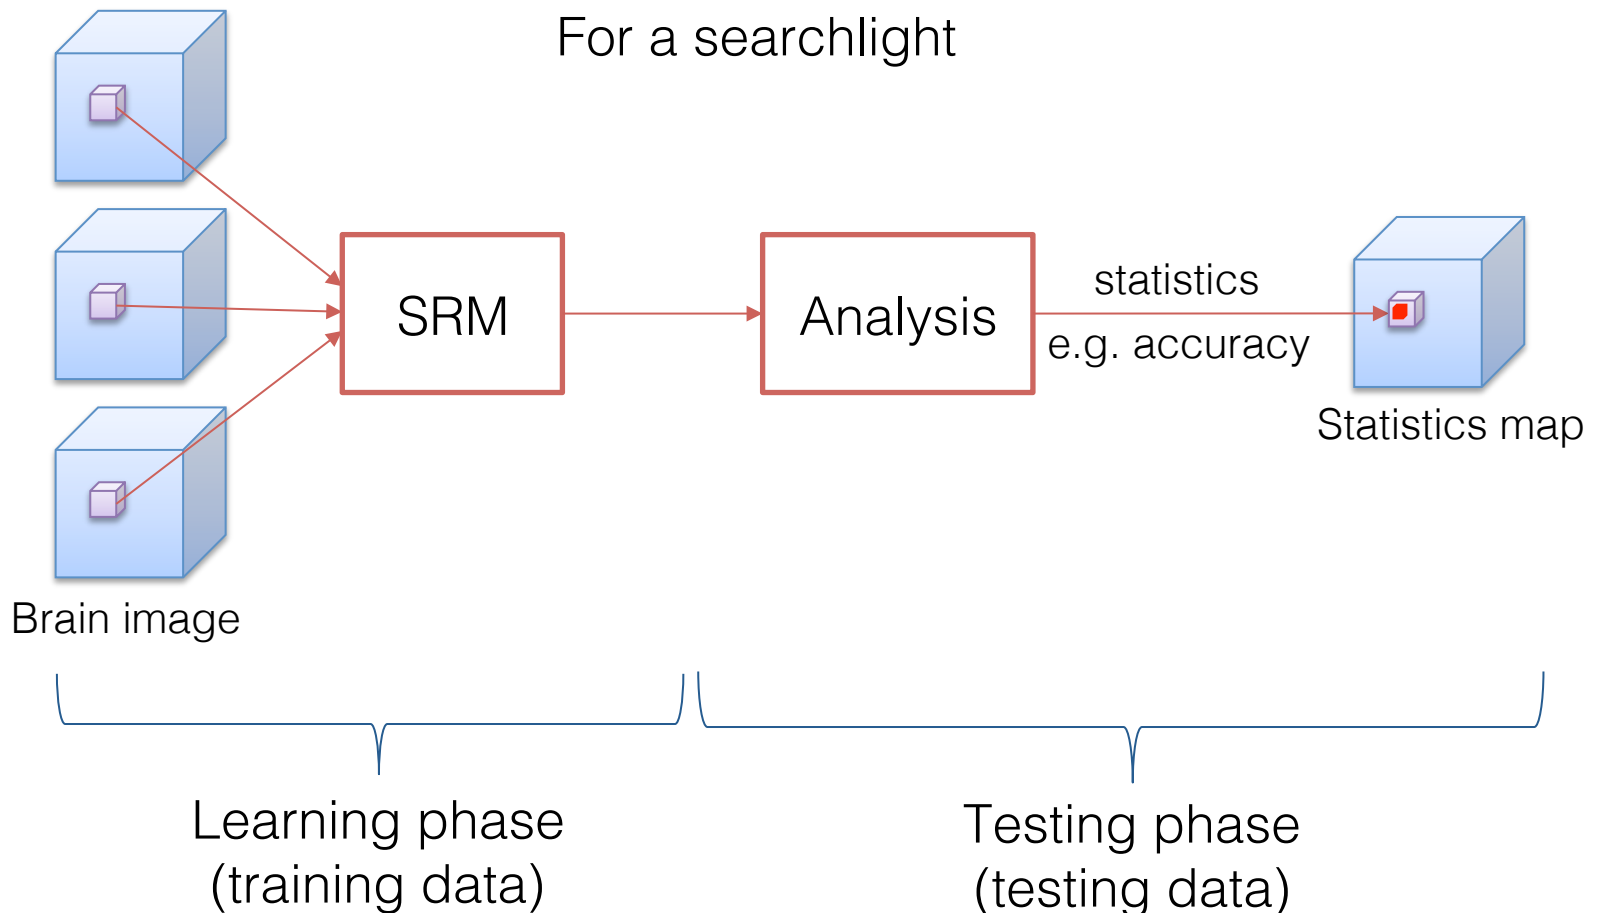 For a searchlight
SRM
Analysis
statistics
e.g. accuracy
Statistics map
Brain image
Learning phase
(training data)
Testing phase
(testing data)